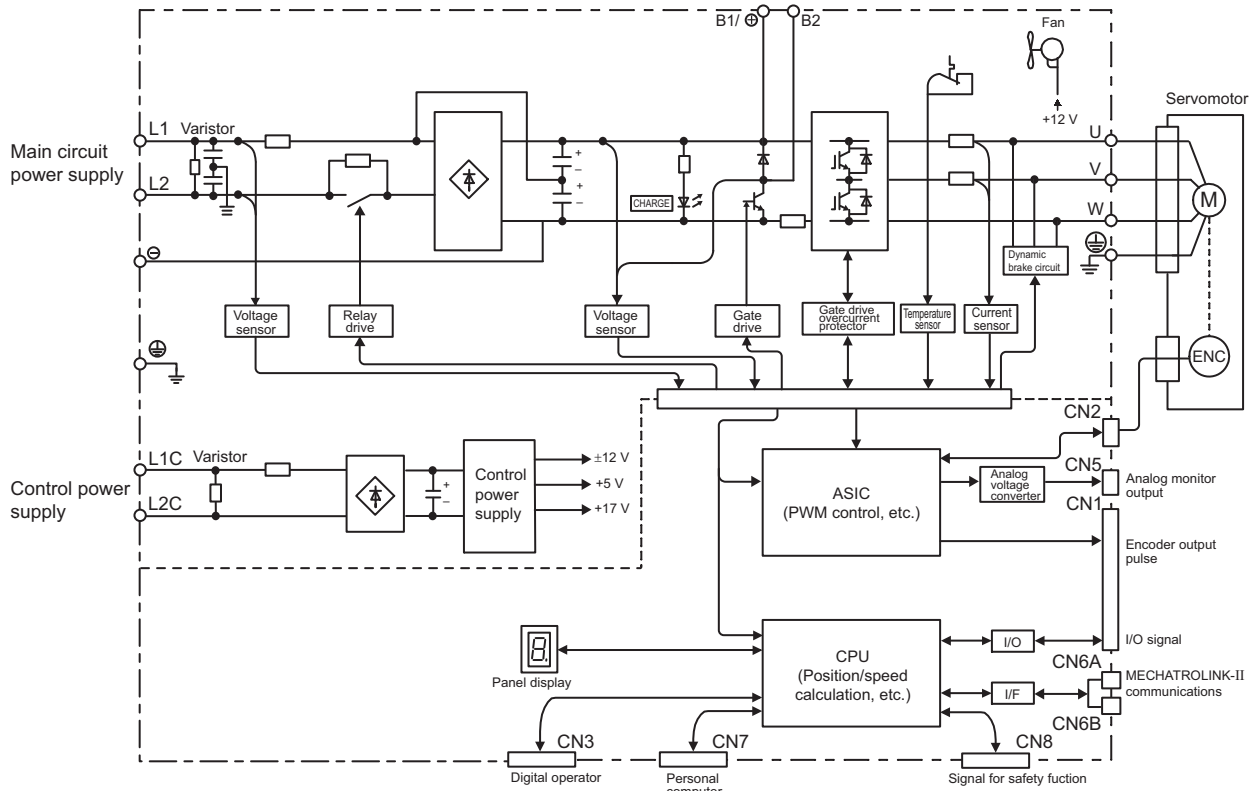 B1/ ⊕ B2
Fan
+12 V
Servomotor
Main circuit
power supply
L1 Varistor
L2
⊖
+
–
+
–
CHARGE
U
V
W
M
Dynamic
brake circuit
Voltage
sensor
Relay
drive
Voltage
sensor
Gate
drive
Gate drive
overcurrent
protector
Temperature
sensor
Current
sensor
ENC
Control power
supply
L1C Varistor
L2C
+
–
Control
power
supply
±12 V
+5 V
+17 V
ASIC
(PWM control, etc.)
Analog
voltage
converter
CN2
CN5
Analog monitor
output
CN1
Encoder output
pulse
I/O signal
8.
Panel display
CPU
(Position/speed
calculation, etc.)
I/O
I/F
CN6A
MECHATROLINK-II
communications
CN6B
CN3
Digital operator
CN7
Personal
computer
CN8
Signal for safety fuction